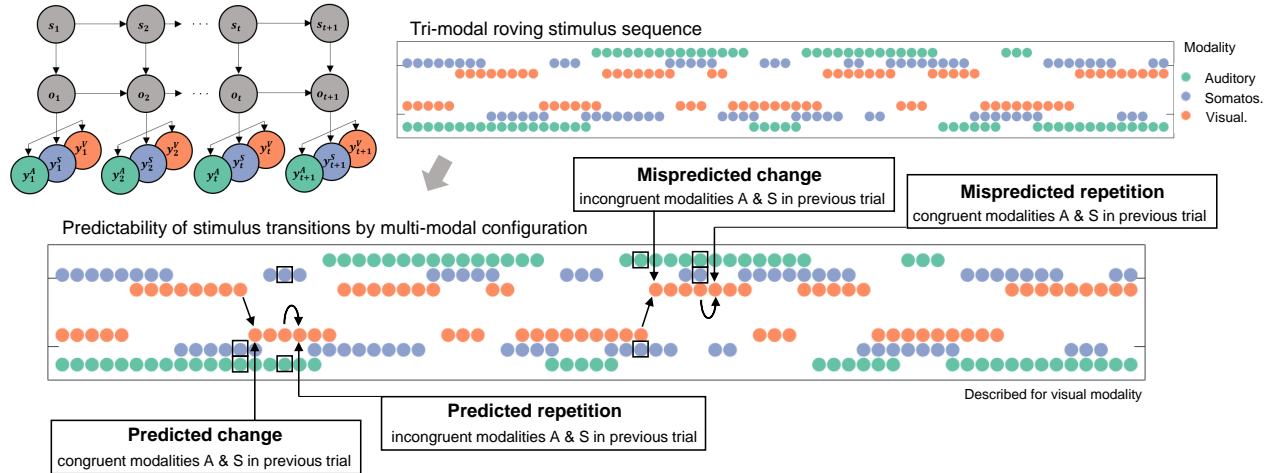 Tri-modal roving stimulus sequence
s₁ s₂ · · · sₜ sₜ₊₁
o₁ o₂ · · · oₜ oₜ₊₁
y₁ᴬ y₁ˢ y₁ⱽ y₂ᴬ y₂ˢ y₂ⱽ yₜᴬ yₜˢ yₜⱽ yₜ₊₁ᴬ yₜ₊₁ˢ yₜ₊₁ⱽ
Modality
Auditory
Somatos.
Visual.
Mispredicted change
incongruent modalities A & S in previous trial
Mispredicted repetition
congruent modalities A & S in previous trial
Predictability of stimulus transitions by multi-modal configuration
Described for visual modality
Predicted repetition
incongruent modalities A & S in previous trial
Predicted change
congruent modalities A & S in previous trial